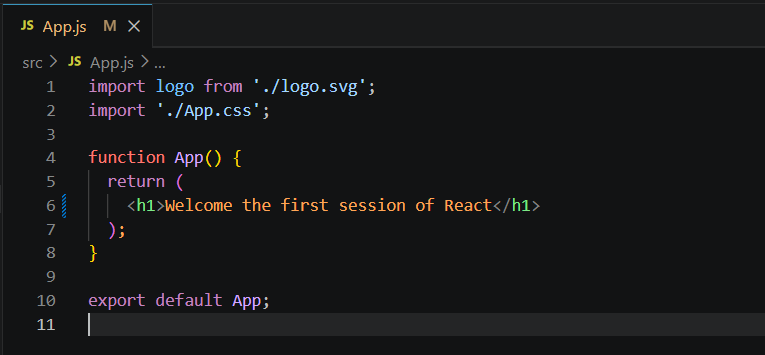 JS App.js M ×
src > JS App.js > ...
1 import logo from './logo.svg';
2 import './App.css';
3
4 function App() {
5   return (
6     <h1>Welcome the first session of React</h1>
7   );
8 }
9
10 export default App;
11